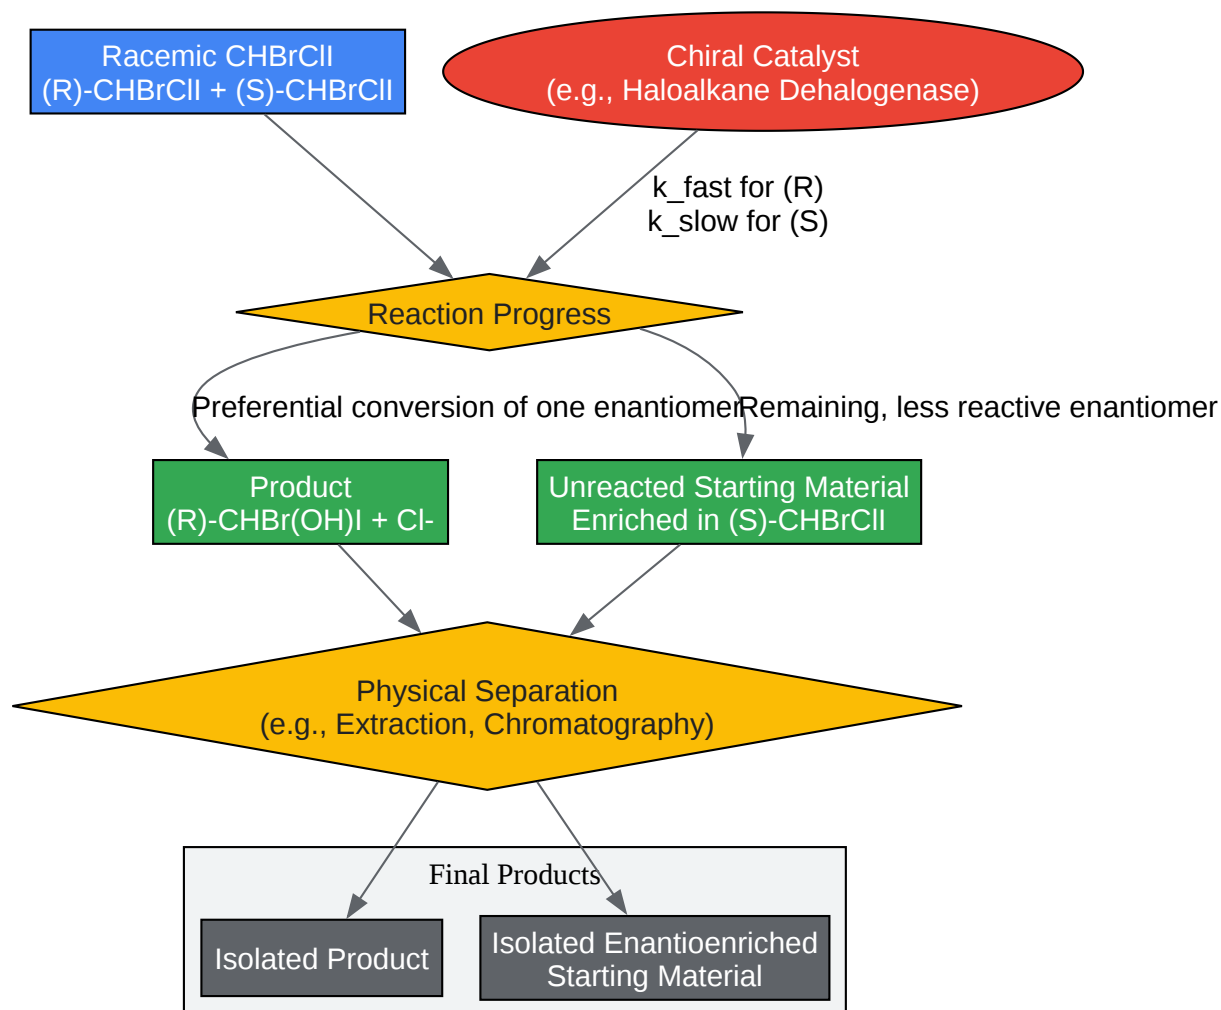 Racemic CHBrClI
(R)-CHBrClI + (S)-CHBrClI
Chiral Catalyst
(e.g., Haloalkane Dehalogenase)
k_fast for (R)
k_slow for (S)
Reaction Progress
Preferential conversion of one enantiomer
Remaining, less reactive enantiomer
Product
(R)-CHBr(OH)I + Cl-
Unreacted Starting Material
Enriched in (S)-CHBrClI
Physical Separation
(e.g., Extraction, Chromatography)
Final Products
Isolated Product
Isolated Enantioenriched
Starting Material